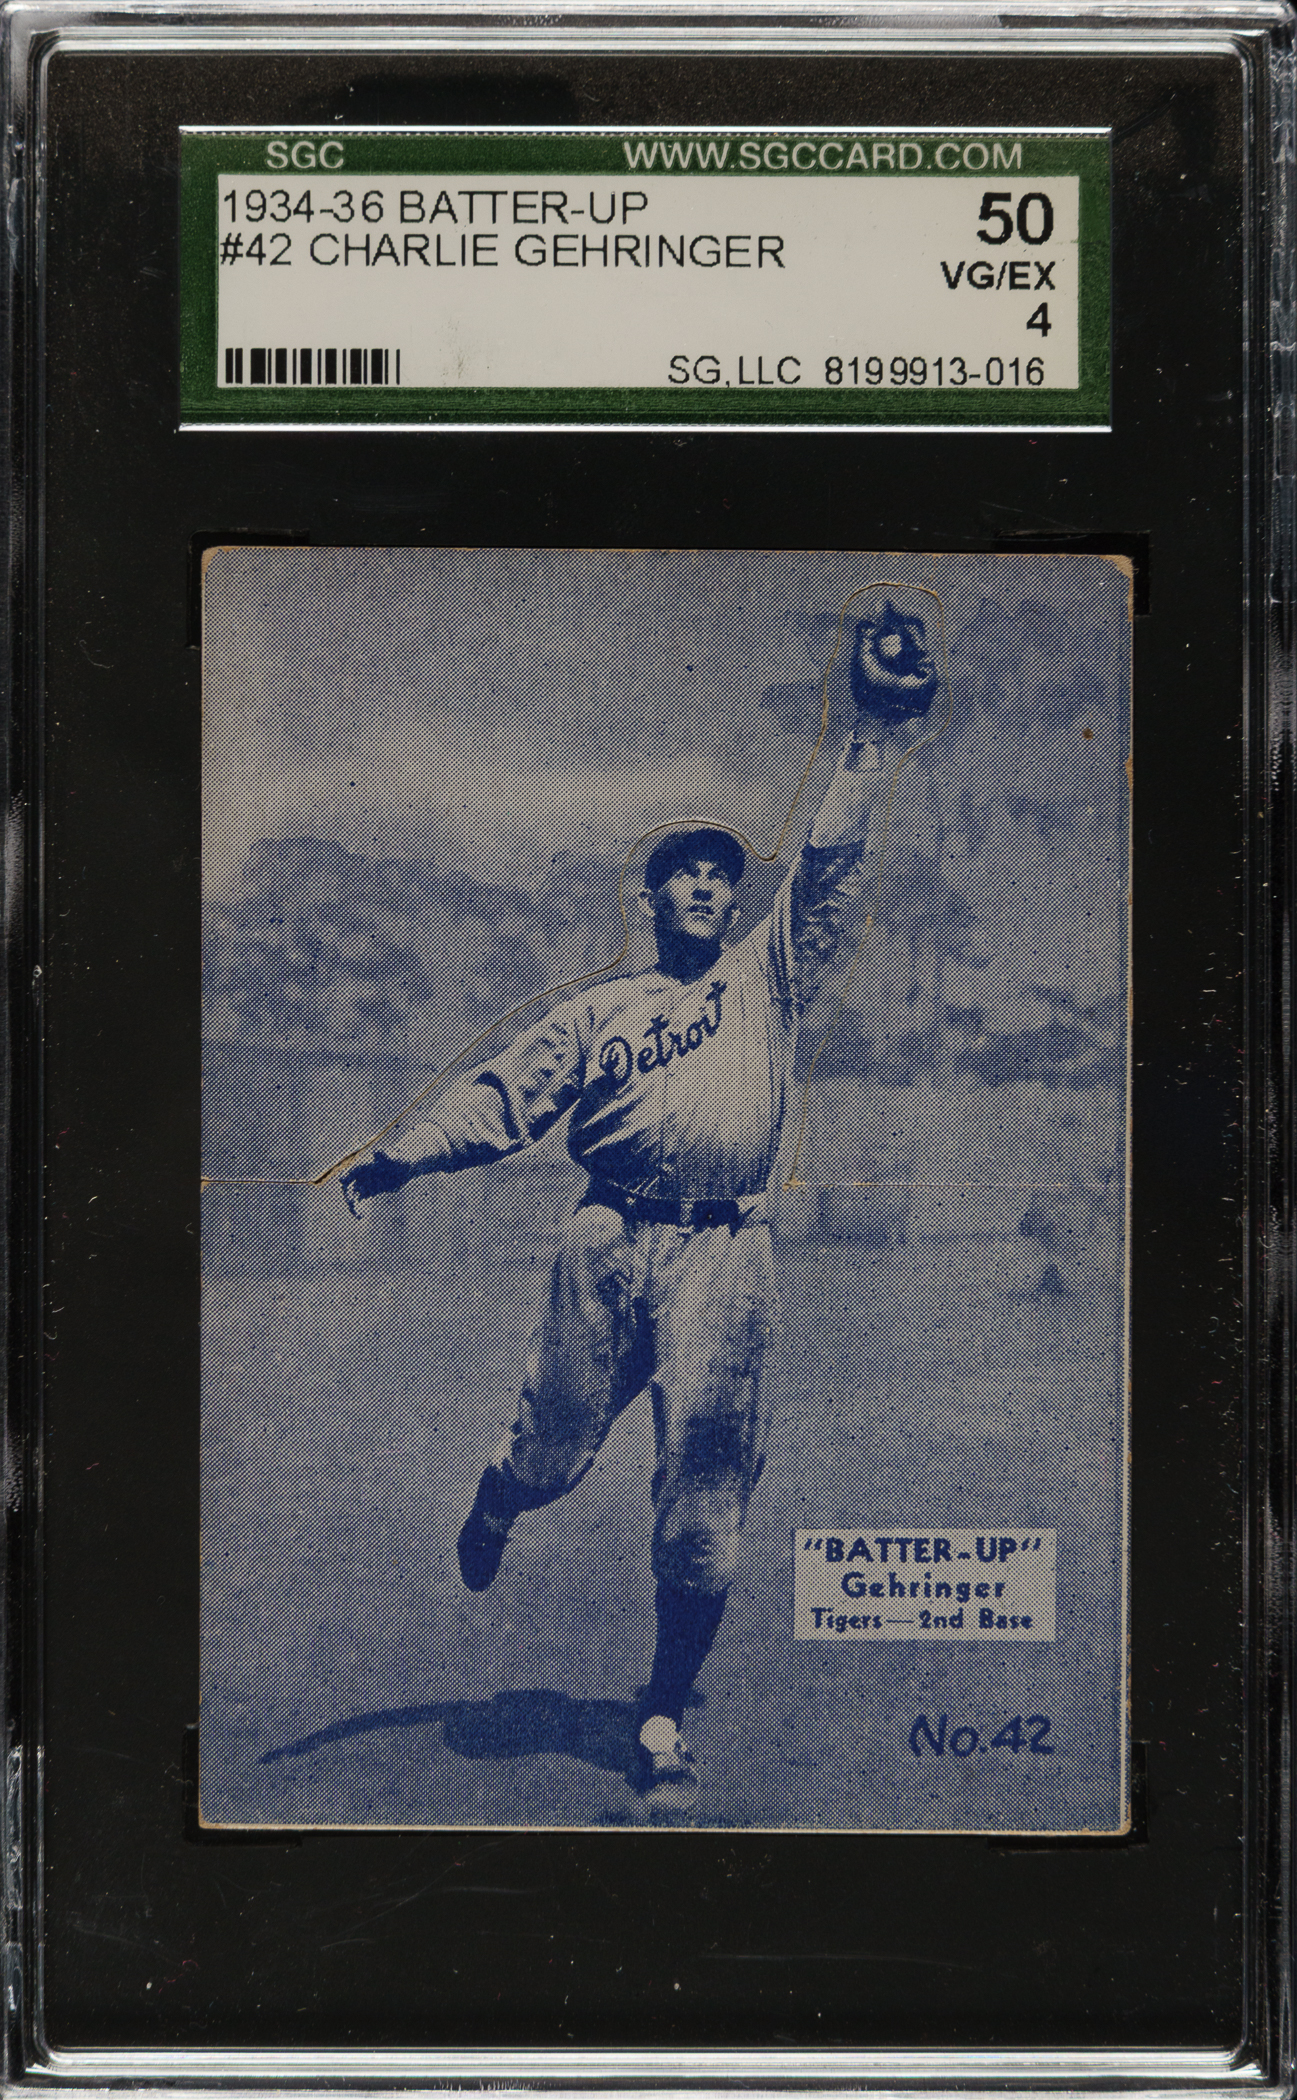 SGC WWW.SGCCARD.COM
1934-36 BATTER-UP 50
#42 CHARLIE GEHRINGER VG/EX
4
SG, LLC 8199913-016
Detroit
"BATTER-UP"
Gehringer
Tigers—2nd Base
No. 42